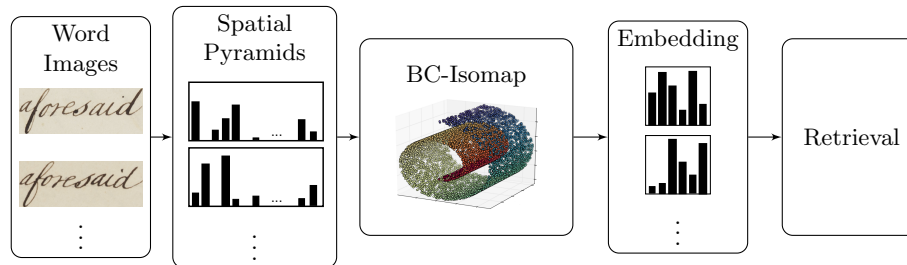 Word
Images
aforesaid
aforesaid
Spatial
Pyramids
...
...
BC-Isomap
Embedding
Retrieval